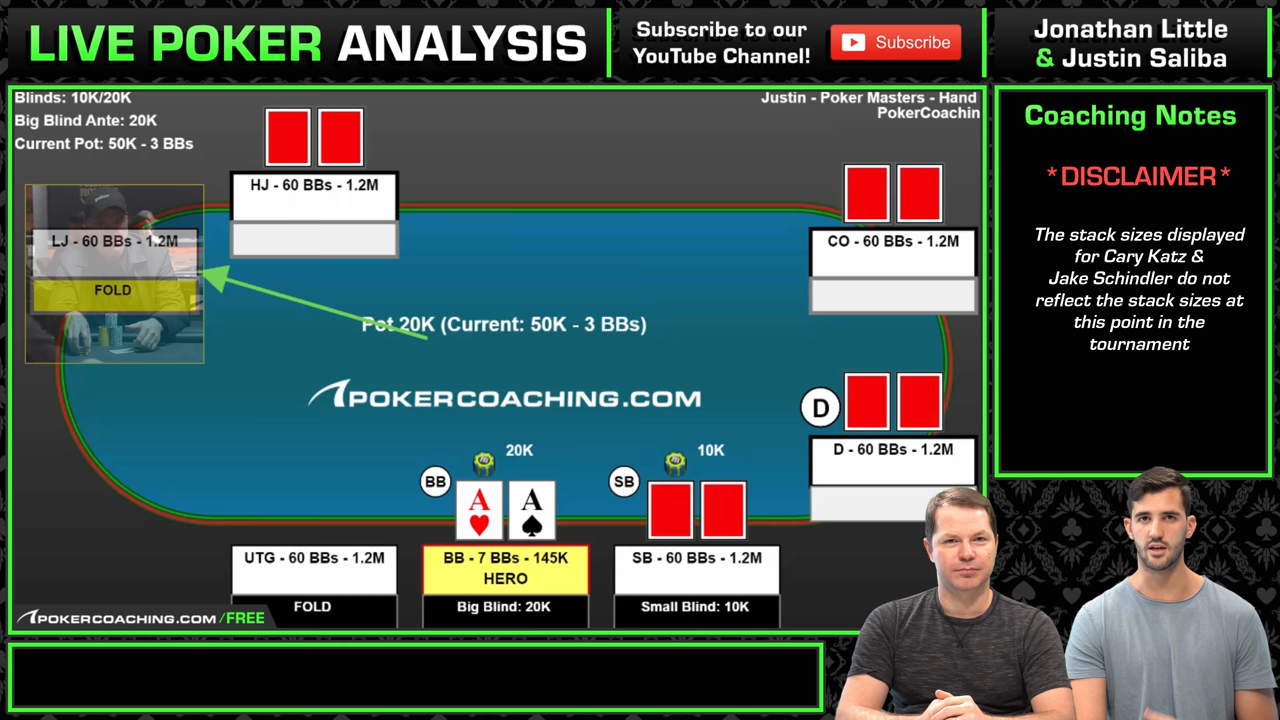 LIVE POKER ANALYSIS
Subscribe to our
YouTube Channel!
Subscribe
Jonathan Little
& Justin Saliba
Blinds: 10K/20K
Big Blind Ante: 20K
Current Pot: 50K - 3 BBs
Justin - Poker Masters - Hand
PokerCoachin
HJ - 60 BBs - 1.2M
LJ - 60 BBs - 1.2M
FOLD
CO - 60 BBs - 1.2M
Pot 20K (Current: 50K - 3 BBs)
POKERCOACHING.COM
D
D - 60 BBs - 1.2M
20K
10K
BB
A
A
SB
UTG - 60 BBs - 1.2M
FOLD
BB - 7 BBs - 145K
HERO
Big Blind: 20K
SB - 60 BBs - 1.2M
Small Blind: 10K
POKERCOACHING.COM/FREE
Coaching Notes
*DISCLAIMER*
The stack sizes displayed
for Cary Katz &
Jake Schindler do not
reflect the stack sizes at
this point in the
tournament